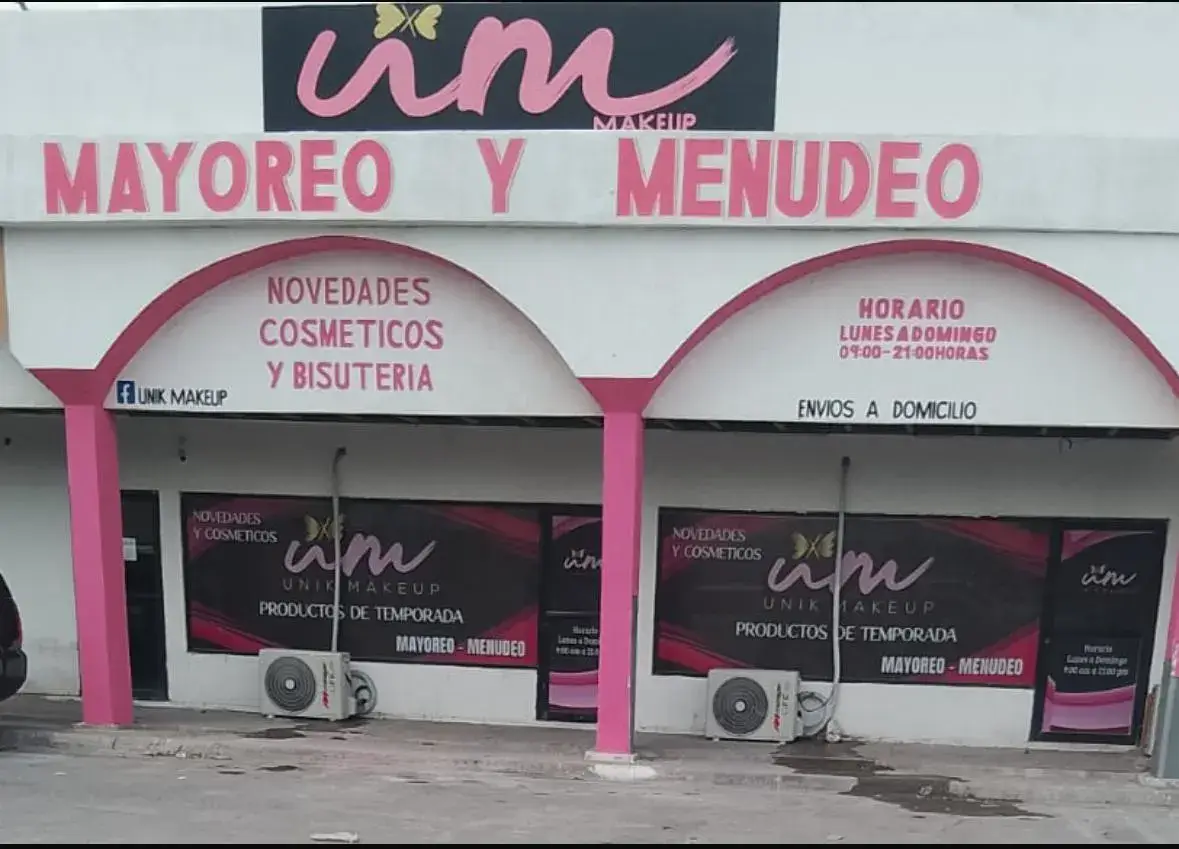 um
MAKEUP
MAYOREO Y MENUDEO
NOVEDADES
COSMETICOS
Y BISUTERIA
UNIK MAKEUP
HORARIO
LUNES A DOMINGO
09:00-21:00 HORAS
ENVIOS A DOMICILIO
NOVEDADES
Y COSMETICOS
um
UNIK MAKEUP
PRODUCTOS DE TEMPORADA
MAYOREO - MENUDEO
um
Horario
NOVEDADES
Y COSMETICOS
um
UNIK MAKEUP
PRODUCTOS DE TEMPORADA
MAYOREO - MENUDEO
um
Horario
Lunes a Domingo